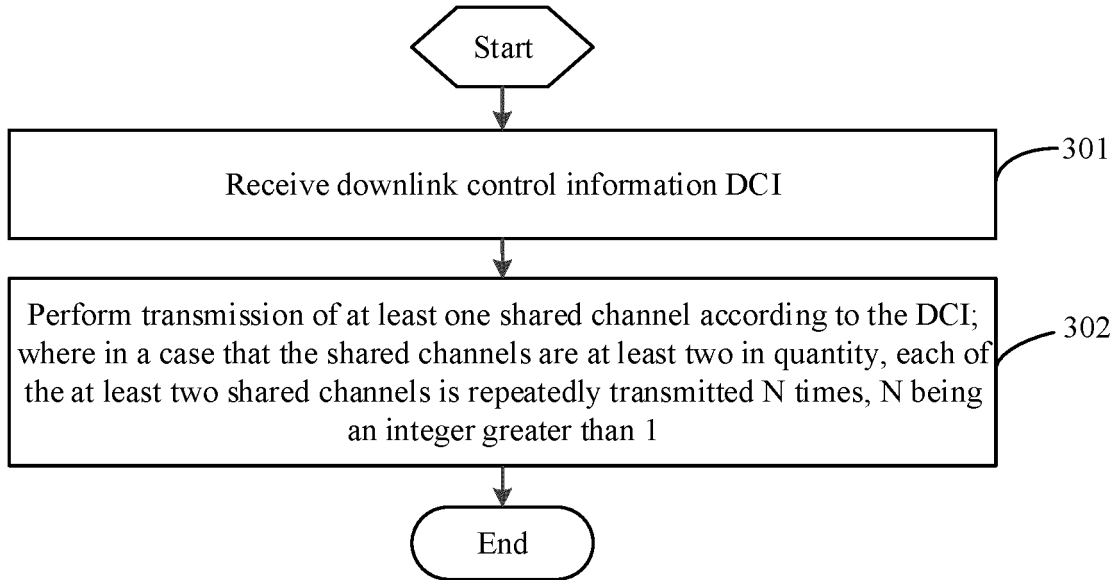 Start
Receive downlink control information DCI
301
Perform transmission of at least one shared channel according to the DCI;
where in a case that the shared channels are at least two in quantity, each of
the at least two shared channels is repeatedly transmitted N times, N being
an integer greater than 1
302
End